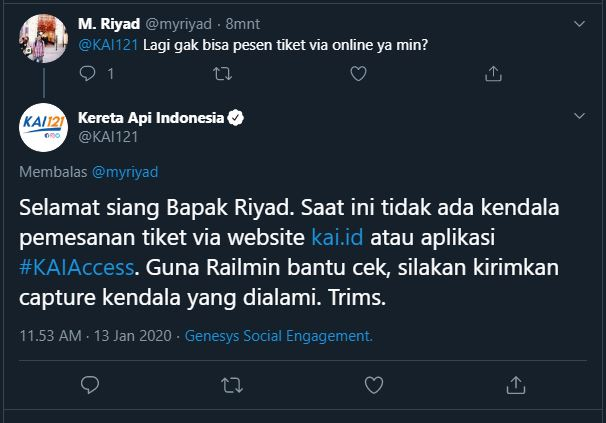 M. Riyad @myriyad · 8mnt
@KAI121 Lagi gak bisa pesen tiket via online ya min?
1
KAI121
Kereta Api Indonesia
@KAI121
Membalas @myriyad
Selamat siang Bapak Riyad. Saat ini tidak ada kendala
pemesanan tiket via website kai.id atau aplikasi
#KAIAccess. Guna Railmin bantu cek, silakan kirimkan
capture kendala yang dialami. Trims.
11.53 AM · 13 Jan 2020 · Genesys Social Engagement.